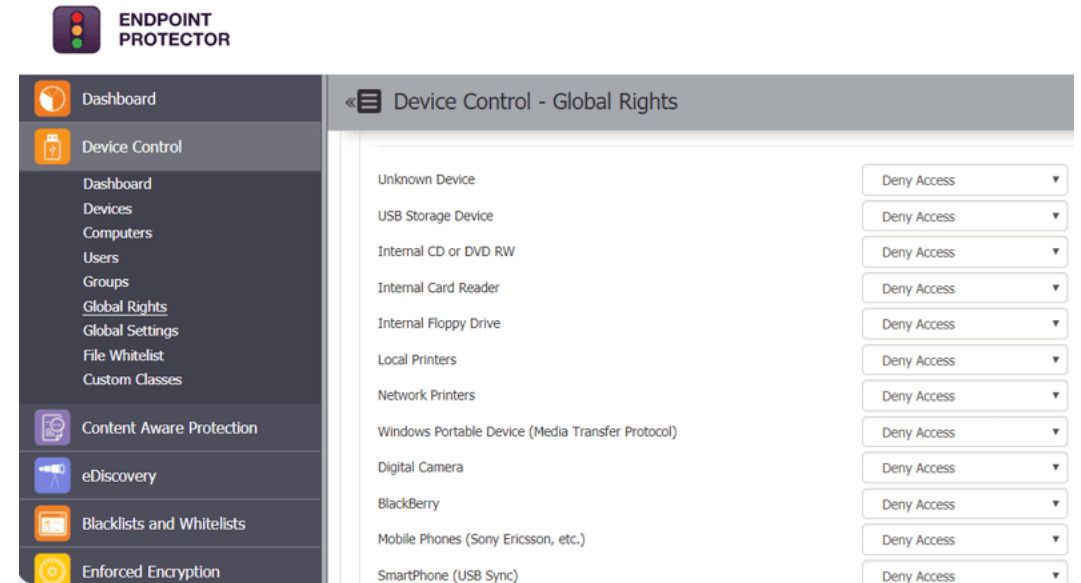 ENDPOINT
PROTECTOR
Dashboard
Device Control
Dashboard
Devices
Computers
Users
Groups
Global Rights
Global Settings
File Whitelist
Custom Classes
Content Aware Protection
eDiscovery
Blacklists and Whitelists
Enforced Encryption
Device Control - Global Rights
Unknown Device Deny Access
USB Storage Device Deny Access
Internal CD or DVD RW Deny Access
Internal Card Reader Deny Access
Internal Floppy Drive Deny Access
Local Printers Deny Access
Network Printers Deny Access
Windows Portable Device (Media Transfer Protocol) Deny Access
Digital Camera Deny Access
BlackBerry Deny Access
Mobile Phones (Sony Ericsson, etc.) Deny Access
SmartPhone (USB Sync) Deny Access